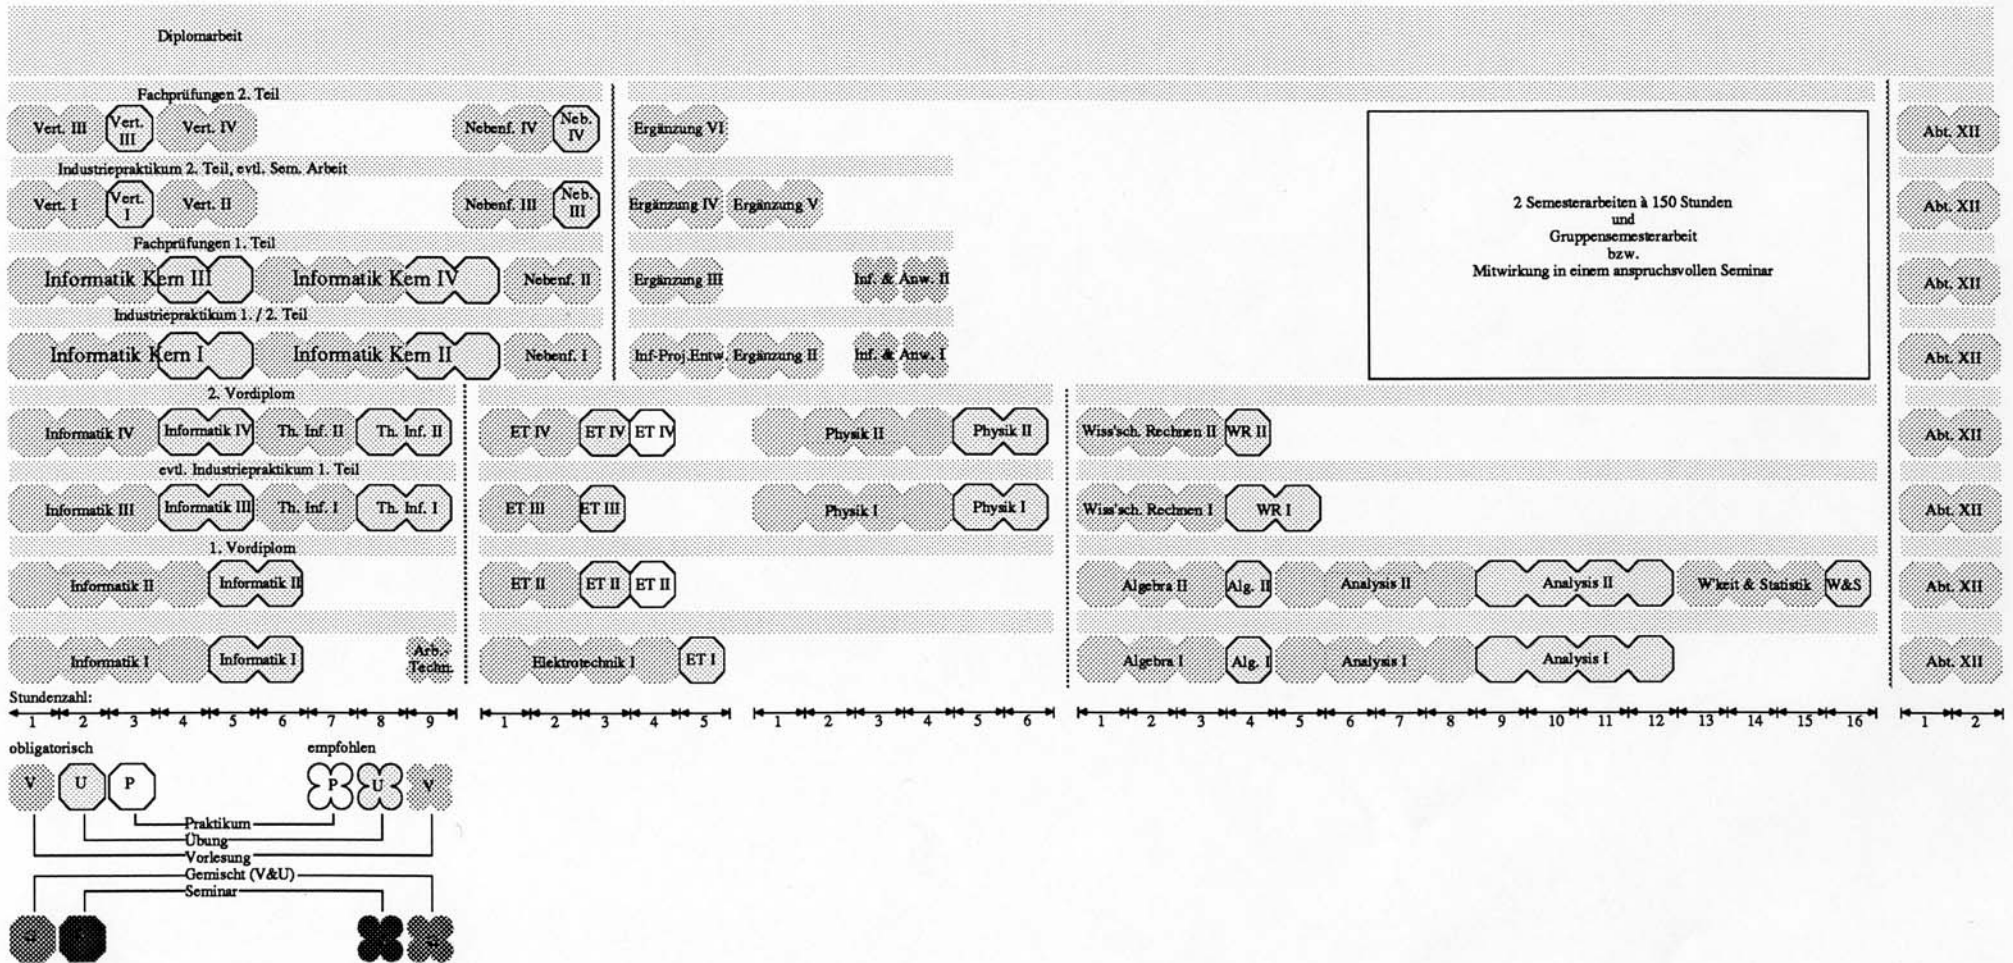 Diplomarbeit
Fachprüfungen 2. Teil
Vert. III Vert. III Vert. IV Nebenf. IV Neb. IV Ergänzung VI Abt. XII
Industriepraktikum 2. Teil, evtl. Sem. Arbeit
Vert. I Vert. I Vert. II Nebenf. III Neb. III Ergänzung IV Ergänzung V Abt. XII
2 Semesterarbeiten à 150 Stunden
und
Gruppensemesterarbeit
bzw.
Mitwirkung in einem anspruchsvollen Seminar
Fachprüfungen 1. Teil
Informatik Kern III Informatik Kern IV Nebenf. II Ergänzung III Inf. & Anw. II Abt. XII
Industriepraktikum 1. / 2. Teil
Informatik Kern I Informatik Kern II Nebenf. I Inf-Proj.Entw. Ergänzung II Inf. & Anw. I Abt. XII
2. Vordiplom
Informatik IV Informatik IV Th. Inf. II Th. Inf. II ET IV ET IV ET IV Physik II Physik II Wiss'sch. Rechnen II WR II Abt. XII
evtl. Industriepraktikum 1. Teil
Informatik III Informatik III Th. Inf. I Th. Inf. I ET III ET III Physik I Physik I Wiss'sch. Rechnen I WR I Abt. XII
1. Vordiplom
Informatik II Informatik II ET II ET II ET II Algebra II Alg. II Analysis II Analysis II W'keit & Statistik W&S Abt. XII
Informatik I Informatik I Arb.-Techn. Elektrotechnik I ET I Algebra I Alg. I Analysis I Analysis I Abt. XII
Stundenzahl:
1 2 3 4 5 6 7 8 9 1 2 3 4 5 1 2 3 4 5 6 1 2 3 4 5 6 7 8 9 10 11 12 13 14 15 16 1 2
obligatorisch empfohlen
V U P P U V
Praktikum
Übung
Vorlesung
Gemischt (V&U)
Seminar